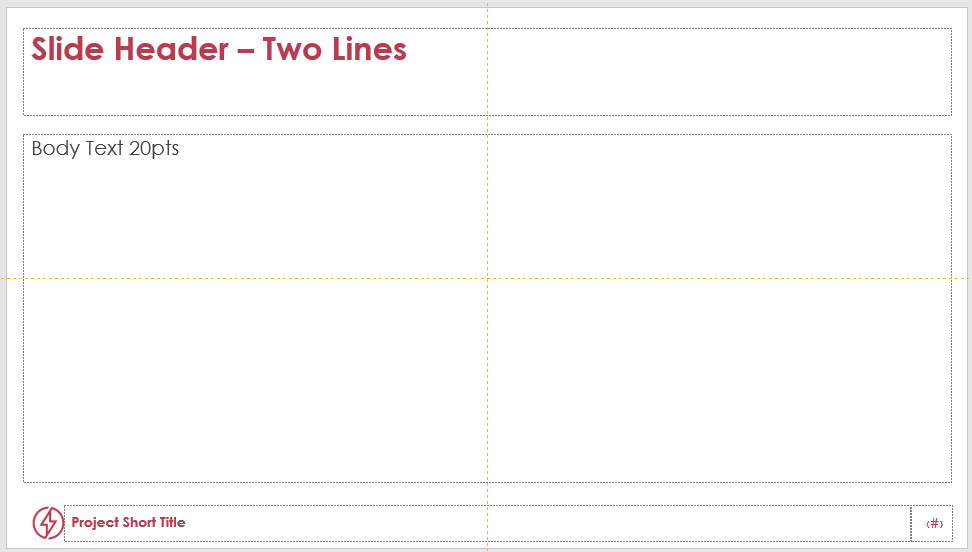 Slide Header – Two Lines
Body Text 20pts
Project Short Title
‹#›